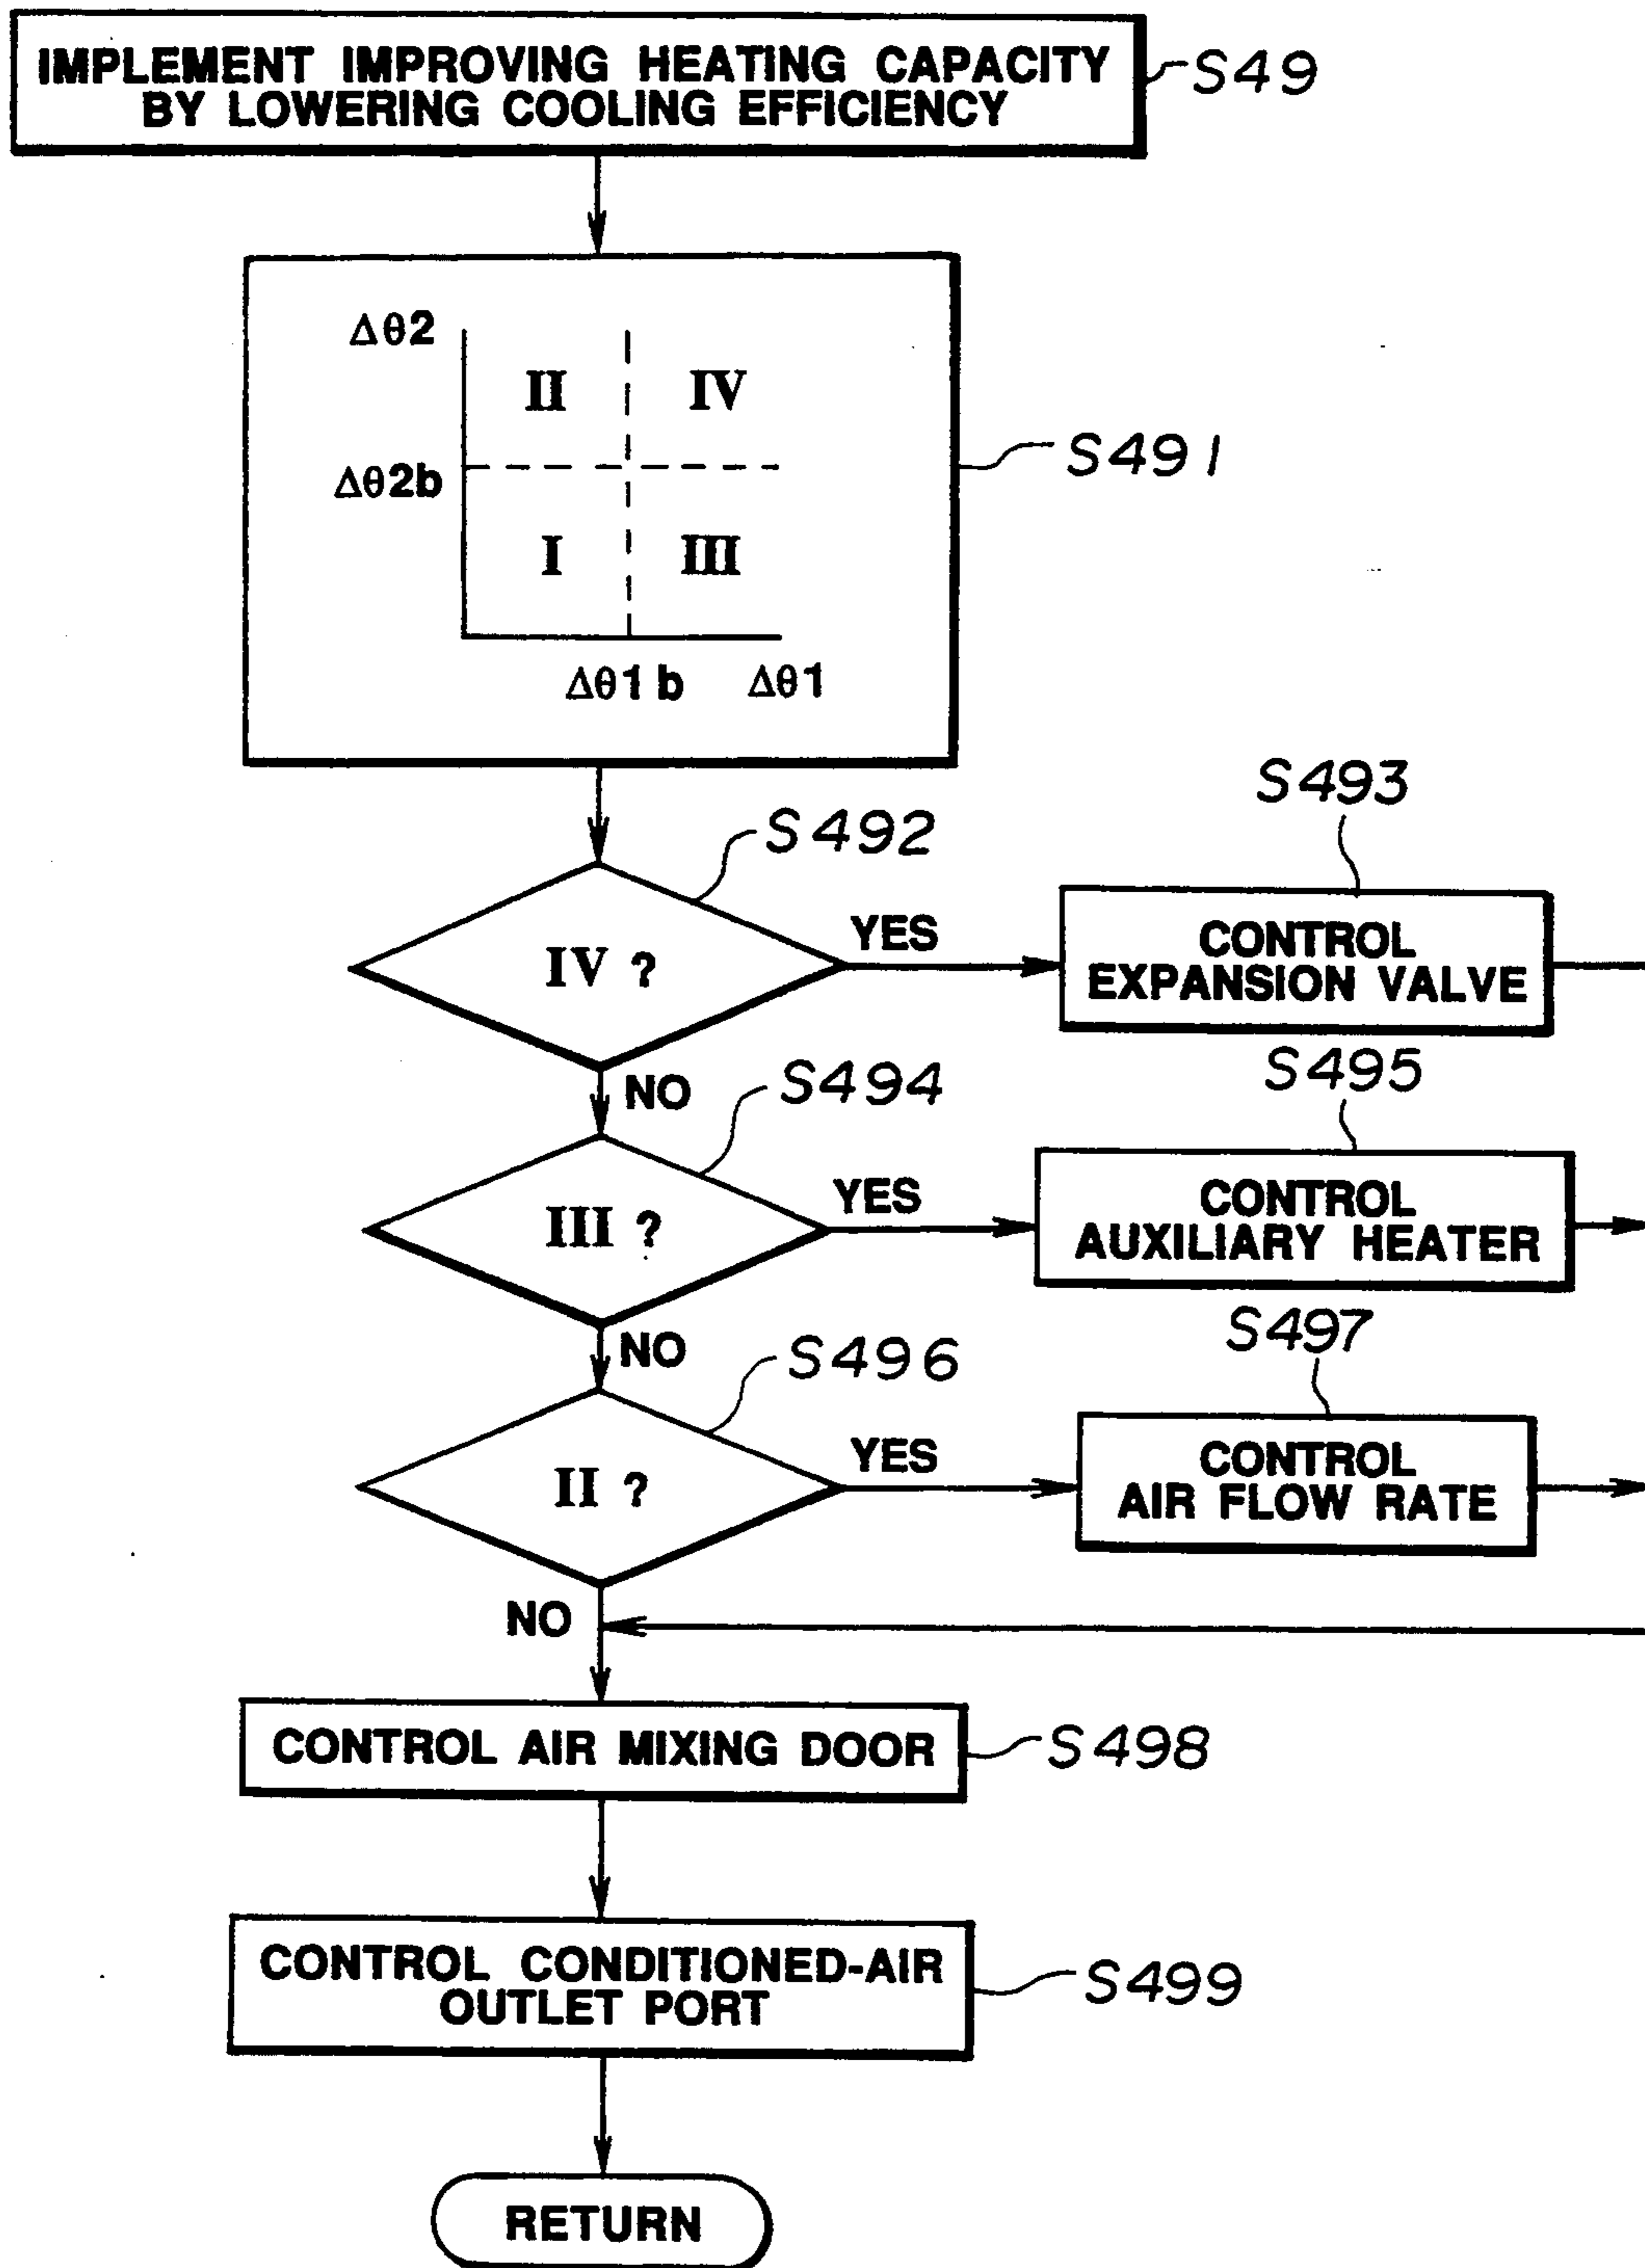 IMPLEMENT IMPROVING HEATING CAPACITY
BY LOWERING COOLING EFFICIENCY
S49
Δθ2
II
IV
Δθ2b
S491
I
III
Δθ1b
Δθ1
S492
S493
IV ?
YES
CONTROL
EXPANSION VALVE
NO
S494
S495
III ?
YES
CONTROL
AUXILIARY HEATER
NO
S496
S497
II ?
YES
CONTROL
AIR FLOW RATE
NO
CONTROL AIR MIXING DOOR
S498
CONTROL CONDITIONED-AIR
OUTLET PORT
S499
RETURN